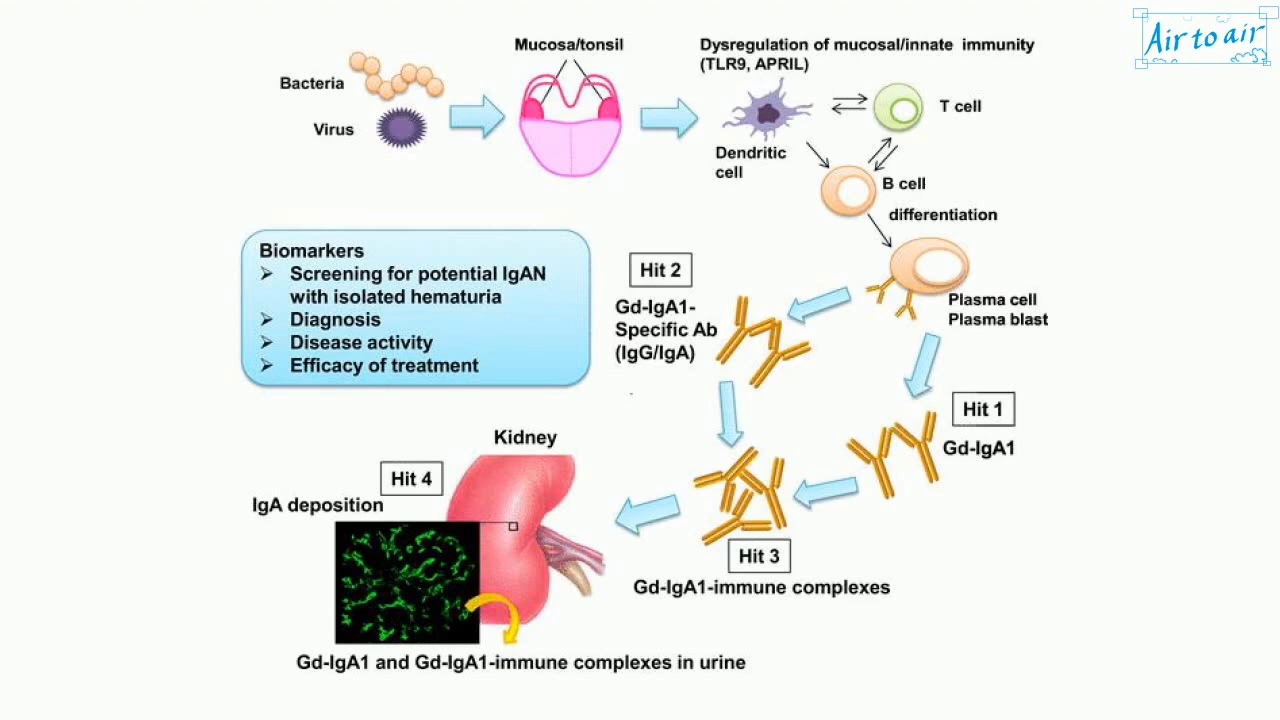 Air to air
Mucosa/tonsil
Dysregulation of mucosal/innate immunity
(TLR9, APRIL)
Bacteria
Virus
T cell
Dendritic
cell
B cell
differentiation
Plasma cell
Plasma blast
Biomarkers
➢ Screening for potential IgAN
with isolated hematuria
➢ Diagnosis
➢ Disease activity
➢ Efficacy of treatment
Hit 2
Gd-IgA1-
Specific Ab
(IgG/IgA)
Hit 1
Gd-IgA1
Kidney
Hit 4
IgA deposition
Hit 3
Gd-IgA1-immune complexes
Gd-IgA1 and Gd-IgA1-immune complexes in urine